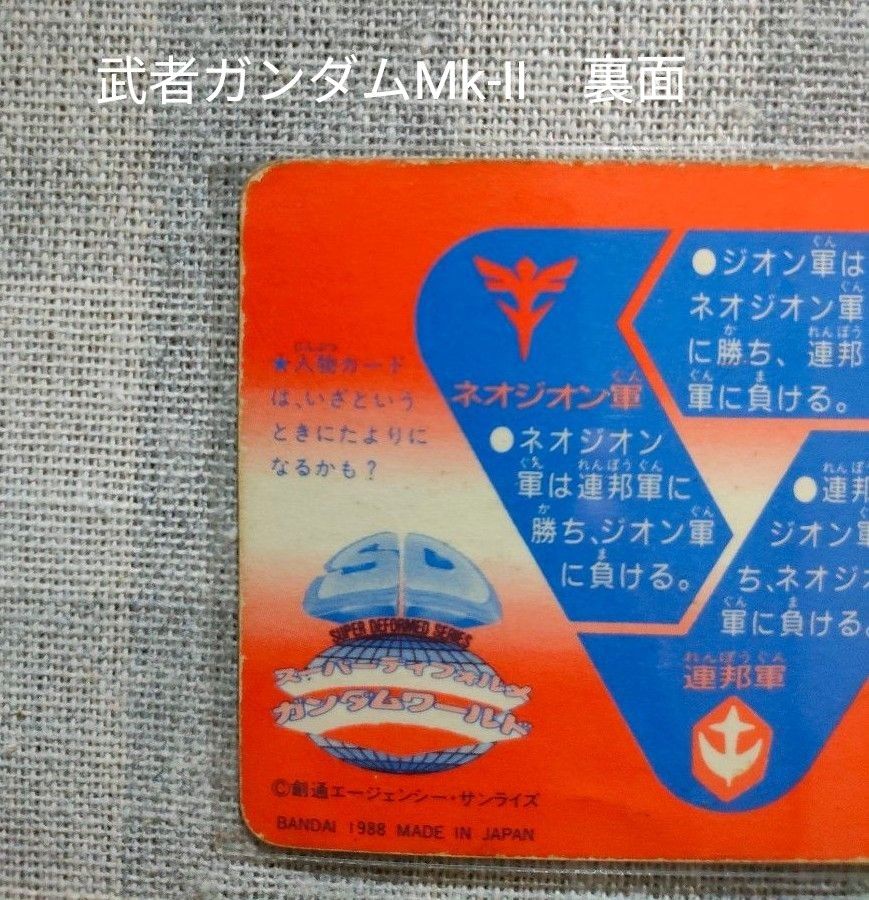 武者ガンダムMk-II　裏面
●ジオン軍は
ネオジオン軍
に勝ち、連邦
軍に負ける。
ネオジオン軍
★人物カード
は、いざという
ときにたよりに
なるかも?
●ネオジオン
軍は連邦軍に
勝ち、ジオン軍
に負ける。
●連邦
ジオン軍
ち、ネオジオ
軍に負ける。
連邦軍
SD
SUPER DEFORMED SERIES
スーパーディフォルメ
ガンダムワールド
©創通エージェンシー・サンライズ
BANDAI 1988 MADE IN JAPAN